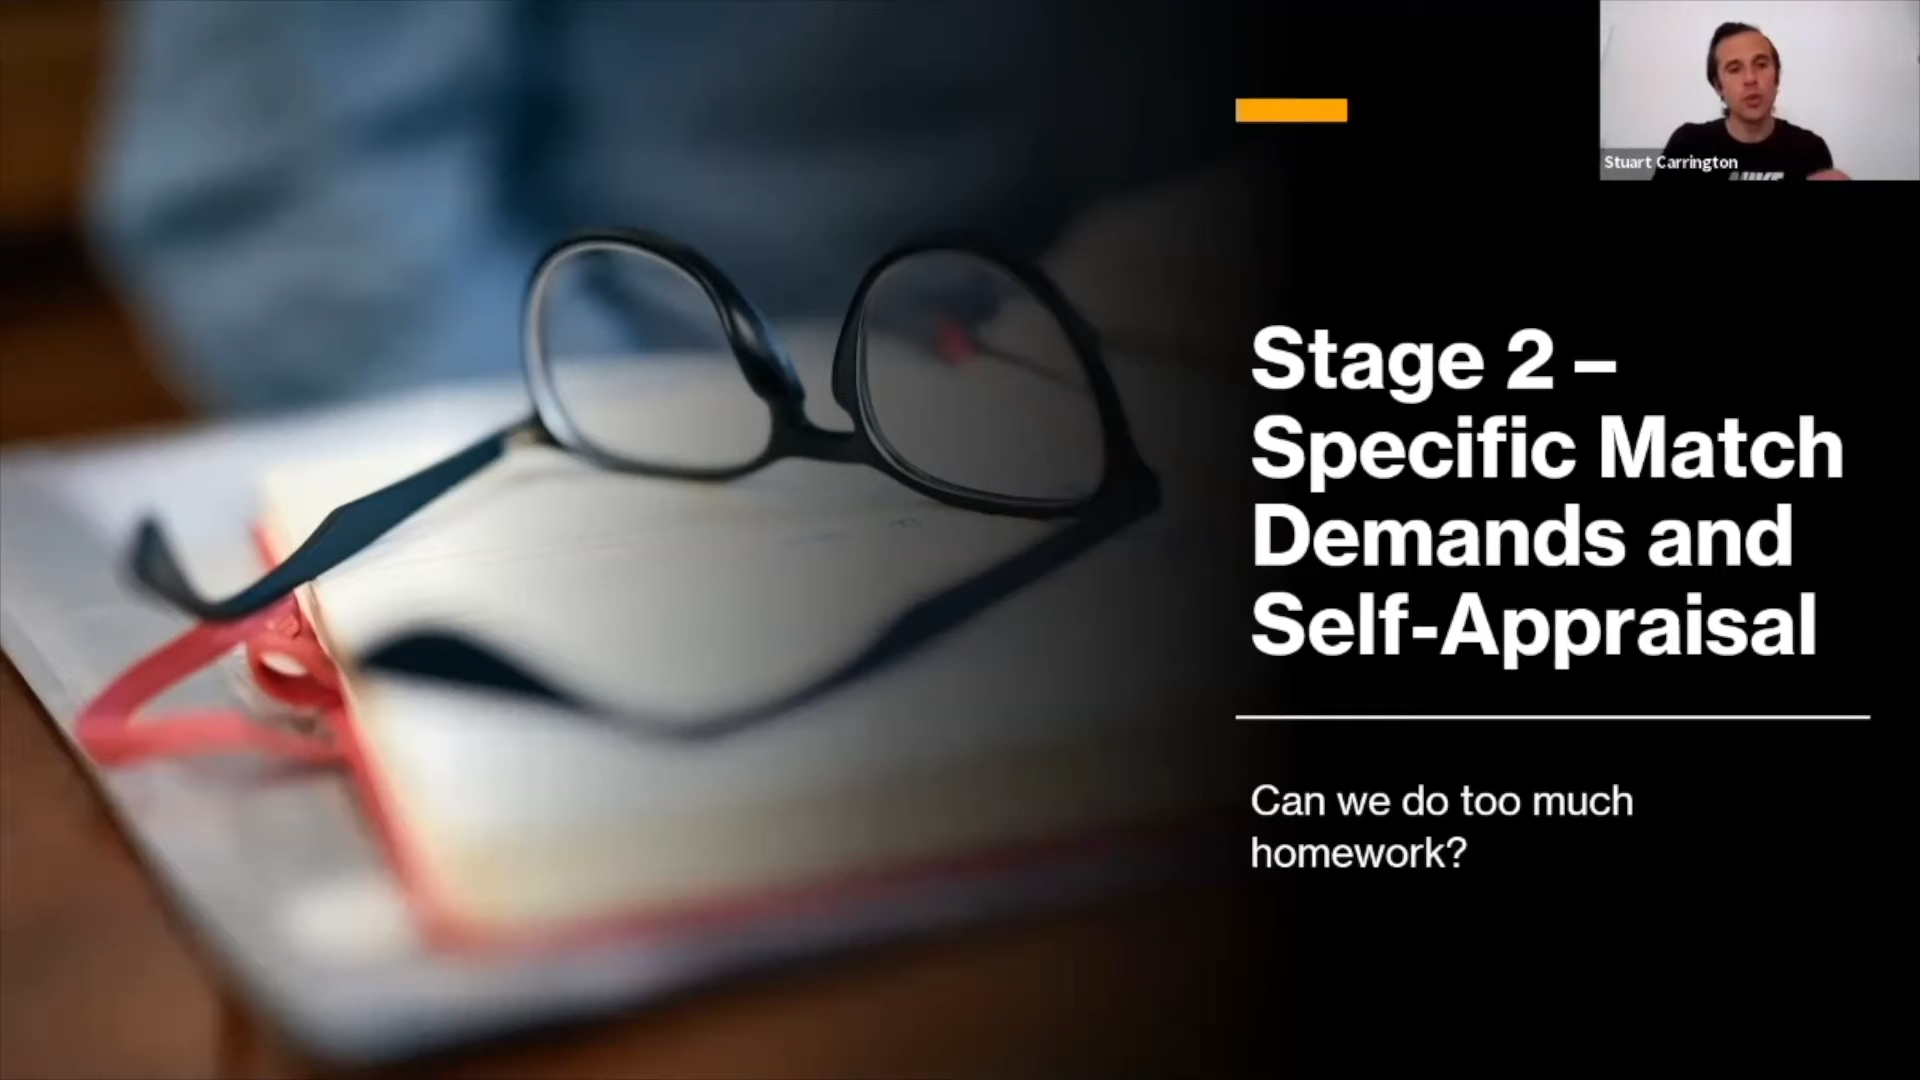 Stuart Carrington
Stage 2 –
Specific Match
Demands and
Self-Appraisal
Can we do too much
homework?